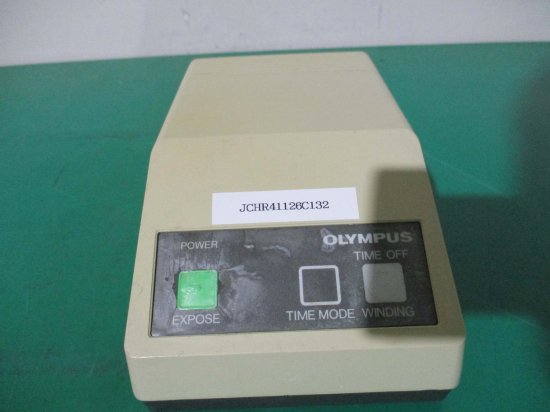 JCHR41126C132
POWER
OLYMPUS
TIME OFF
EXPOSE
TIME MODE
WINDING